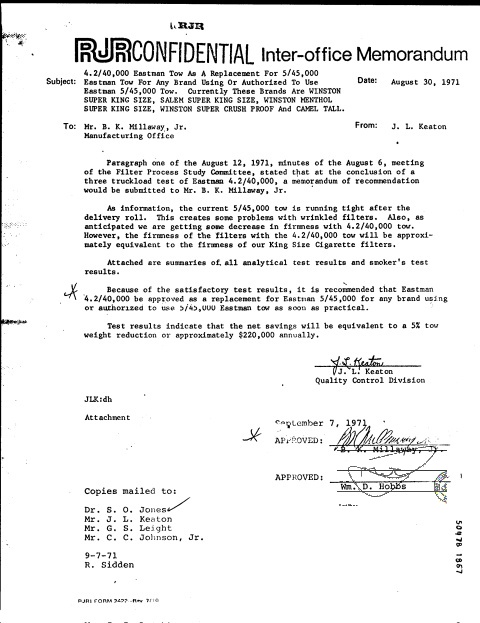 RJR
RJR CONFIDENTIAL Inter-office Memorandum
4.2/40,000 Eastman Tow As A Replacement For 5/45,000
Subject: Eastman Tow For Any Brand Using Or Authorized To Use
Date: August 30, 1971
Eastman 5/45,000 Tow. Currently These Brands Are WINSTON
SUPER KING SIZE, SALEM SUPER KING SIZE, WINSTON MENTHOL
SUPER KING SIZE, WINSTON SUPER CRUSH PROOF And CAMEL TALL.
To: Mr. B. K. Millaway, Jr.
From: J. L. Keaton
Manufacturing Office
Paragraph one of the August 12, 1971, minutes of the August 6, meeting
of the Filter Process Study Committee, stated that at the conclusion of a
three truckload test of Eastman 4.2/40,000, a memorandum of recommendation
would be submitted to Mr. B. K. Millaway, Jr.
As information, the current 5/45,000 tow is running tight after the
delivery roll. This creates some problems with wrinkled filters. Also, as
anticipated we are getting some decrease in firmness with 4.2/40,000 tow.
However, the firmness of the filters with the 4.2/40,000 tow will be approxi-
mately equivalent to the firmness of our King Size Cigarette filters.
Attached are summaries of all analytical test results and smoker's test
results.
Because of the satisfactory test results, it is recommended that Eastman
4.2/40,000 be approved as a replacement for Eastman 5/45,000 for any brand using
or authorized to use 5/45,000 Eastman tow as soon as practical.
Test results indicate that the net savings will be equivalent to a 5% tow
weight reduction or approximately $220,000 annually.
J. L. Keaton
J. L. Keaton
Quality Control Division
JLK:dh
Attachment
September 7, 1971
APPROVED:
B. K. Millaway, Jr.
APPROVED:
Wm. D. Hobbs
Copies mailed to:
Dr. S. O. Jones
Mr. J. L. Keaton
Mr. G. S. Leight
Mr. C. C. Johnson, Jr.
9-7-71
R. Sidden
50478 1867
RJRI FORM 2422-Rev. 7/70